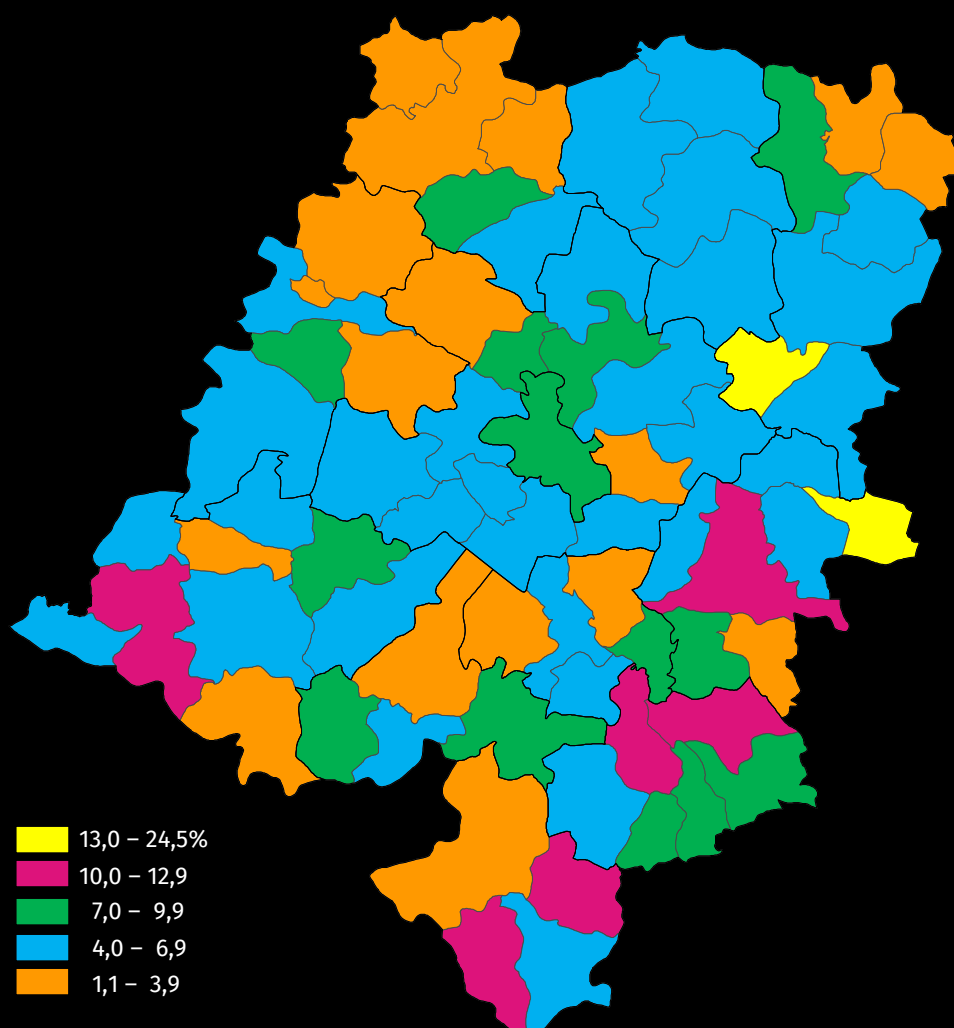 13,0 – 24,5%
10,0 – 12,9
7,0 – 9,9
4,0 – 6,9
1,1 – 3,9